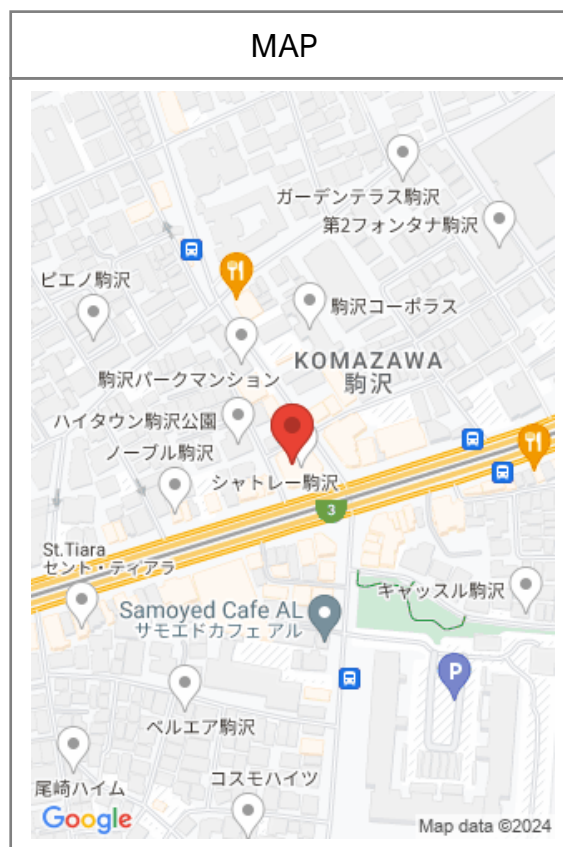 MAP
ガーデンテラス駒沢
第2フォンタナ駒沢
ピエノ駒沢
駒沢コーポラス
KOMAZAWA
駒沢
駒沢パークマンション
ハイタウン駒沢公園
ノーブル駒沢
シャトレー駒沢
3
St.Tiara
セント・ティアラ
キャッスル駒沢
Samoyed Cafe AL
サモエドカフェ アル
P
ベルエア駒沢
尾崎ハイム
コスモハイツ
Google
Map data ©2024